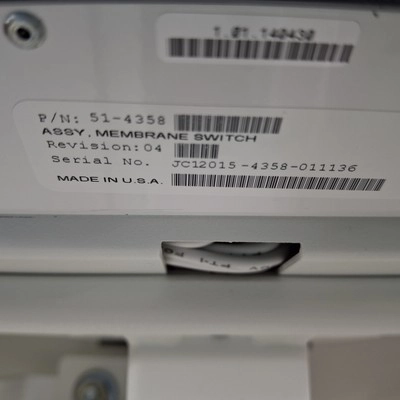 1.01.140430
P/N: 51-4358
ASSY, MEMBRANE SWITCH
Revision:04
Serial No. JC12015-4358-011136
MADE IN U.S.A.